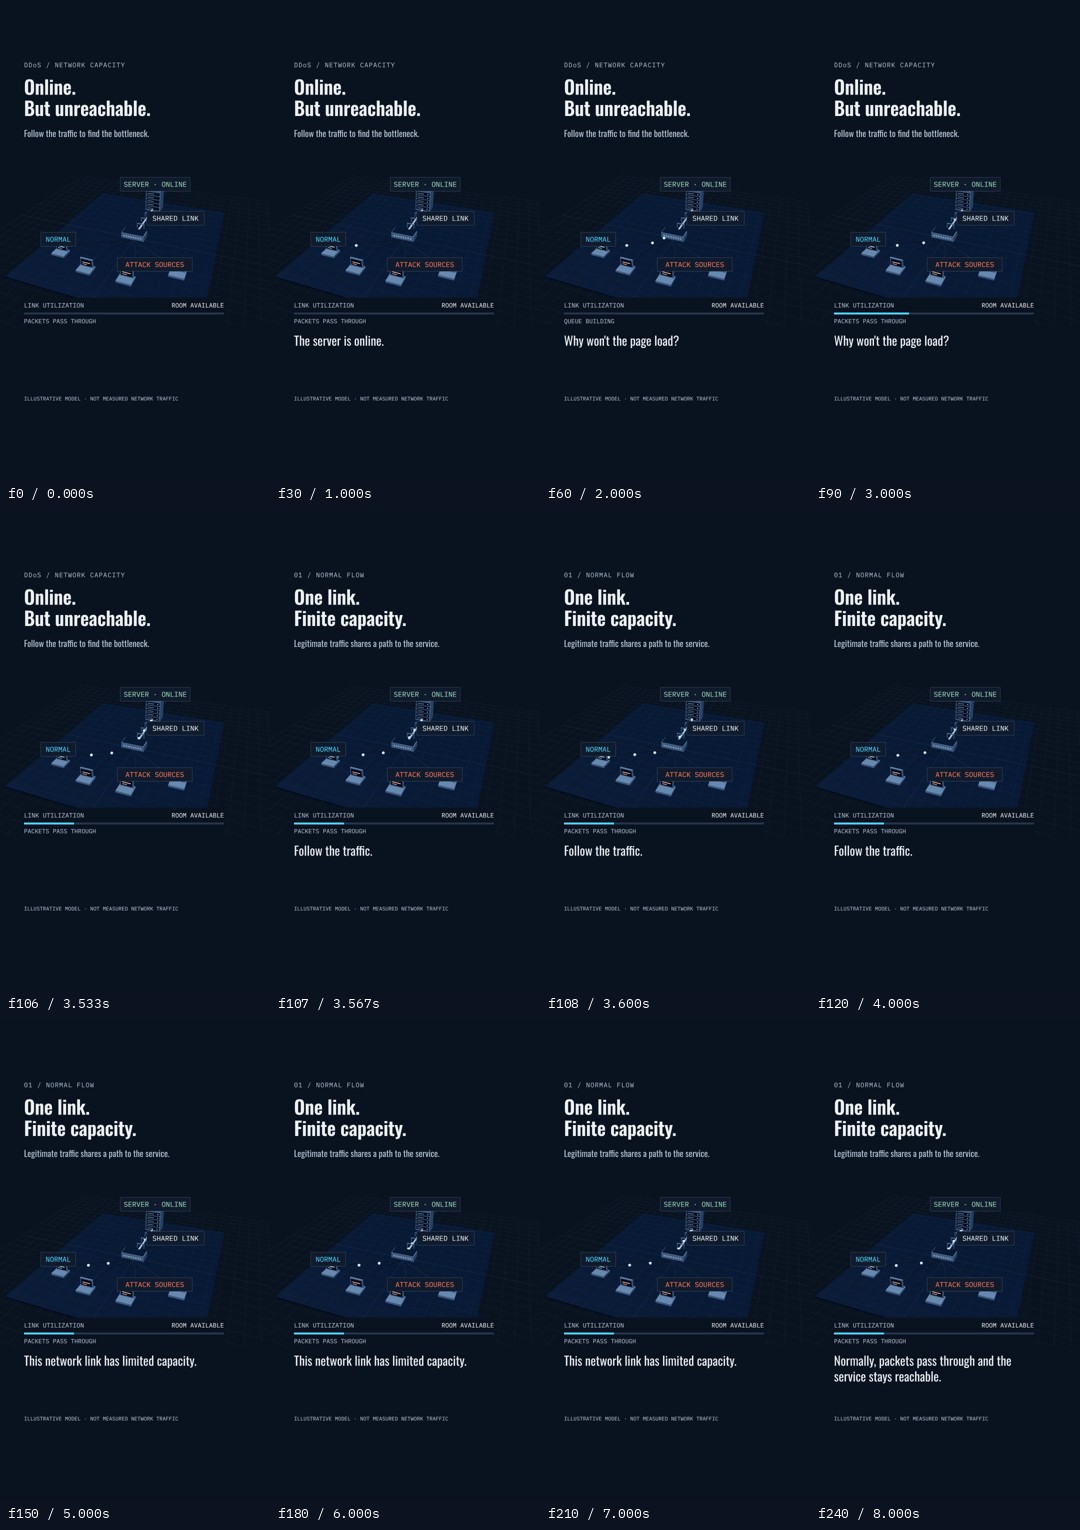 DDoS / NETWORK CAPACITY
Online.
But unreachable.
Follow the traffic to find the bottleneck.
SERVER · ONLINE
SHARED LINK
NORMAL
ATTACK SOURCES
LINK UTILIZATION ROOM AVAILABLE
PACKETS PASS THROUGH
ILLUSTRATIVE MODEL · NOT MEASURED NETWORK TRAFFIC
f0 / 0.000s
DDoS / NETWORK CAPACITY
Online.
But unreachable.
Follow the traffic to find the bottleneck.
SERVER · ONLINE
SHARED LINK
NORMAL
ATTACK SOURCES
LINK UTILIZATION ROOM AVAILABLE
PACKETS PASS THROUGH
The server is online.
ILLUSTRATIVE MODEL · NOT MEASURED NETWORK TRAFFIC
f30 / 1.000s
DDoS / NETWORK CAPACITY
Online.
But unreachable.
Follow the traffic to find the bottleneck.
SERVER · ONLINE
SHARED LINK
NORMAL
ATTACK SOURCES
LINK UTILIZATION ROOM AVAILABLE
QUEUE BUILDING
Why won't the page load?
ILLUSTRATIVE MODEL · NOT MEASURED NETWORK TRAFFIC
f60 / 2.000s
DDoS / NETWORK CAPACITY
Online.
But unreachable.
Follow the traffic to find the bottleneck.
SERVER · ONLINE
SHARED LINK
NORMAL
ATTACK SOURCES
LINK UTILIZATION ROOM AVAILABLE
PACKETS PASS THROUGH
Why won't the page load?
ILLUSTRATIVE MODEL · NOT MEASURED NETWORK TRAFFIC
f90 / 3.000s
DDoS / NETWORK CAPACITY
Online.
But unreachable.
Follow the traffic to find the bottleneck.
SERVER · ONLINE
SHARED LINK
NORMAL
ATTACK SOURCES
LINK UTILIZATION ROOM AVAILABLE
PACKETS PASS THROUGH
ILLUSTRATIVE MODEL · NOT MEASURED NETWORK TRAFFIC
f106 / 3.533s
01 / NORMAL FLOW
One link.
Finite capacity.
Legitimate traffic shares a path to the service.
SERVER · ONLINE
SHARED LINK
NORMAL
ATTACK SOURCES
LINK UTILIZATION ROOM AVAILABLE
PACKETS PASS THROUGH
Follow the traffic.
ILLUSTRATIVE MODEL · NOT MEASURED NETWORK TRAFFIC
f107 / 3.567s
01 / NORMAL FLOW
One link.
Finite capacity.
Legitimate traffic shares a path to the service.
SERVER · ONLINE
SHARED LINK
NORMAL
ATTACK SOURCES
LINK UTILIZATION ROOM AVAILABLE
PACKETS PASS THROUGH
Follow the traffic.
ILLUSTRATIVE MODEL · NOT MEASURED NETWORK TRAFFIC
f108 / 3.600s
01 / NORMAL FLOW
One link.
Finite capacity.
Legitimate traffic shares a path to the service.
SERVER · ONLINE
SHARED LINK
NORMAL
ATTACK SOURCES
LINK UTILIZATION ROOM AVAILABLE
PACKETS PASS THROUGH
Follow the traffic.
ILLUSTRATIVE MODEL · NOT MEASURED NETWORK TRAFFIC
f120 / 4.000s
01 / NORMAL FLOW
One link.
Finite capacity.
Legitimate traffic shares a path to the service.
SERVER · ONLINE
SHARED LINK
NORMAL
ATTACK SOURCES
LINK UTILIZATION ROOM AVAILABLE
PACKETS PASS THROUGH
This network link has limited capacity.
ILLUSTRATIVE MODEL · NOT MEASURED NETWORK TRAFFIC
f150 / 5.000s
01 / NORMAL FLOW
One link.
Finite capacity.
Legitimate traffic shares a path to the service.
SERVER · ONLINE
SHARED LINK
NORMAL
ATTACK SOURCES
LINK UTILIZATION ROOM AVAILABLE
PACKETS PASS THROUGH
This network link has limited capacity.
ILLUSTRATIVE MODEL · NOT MEASURED NETWORK TRAFFIC
f180 / 6.000s
01 / NORMAL FLOW
One link.
Finite capacity.
Legitimate traffic shares a path to the service.
SERVER · ONLINE
SHARED LINK
NORMAL
ATTACK SOURCES
LINK UTILIZATION ROOM AVAILABLE
PACKETS PASS THROUGH
This network link has limited capacity.
ILLUSTRATIVE MODEL · NOT MEASURED NETWORK TRAFFIC
f210 / 7.000s
01 / NORMAL FLOW
One link.
Finite capacity.
Legitimate traffic shares a path to the service.
SERVER · ONLINE
SHARED LINK
NORMAL
ATTACK SOURCES
LINK UTILIZATION ROOM AVAILABLE
PACKETS PASS THROUGH
Normally, packets pass through and the
service stays reachable.
ILLUSTRATIVE MODEL · NOT MEASURED NETWORK TRAFFIC
f240 / 8.000s